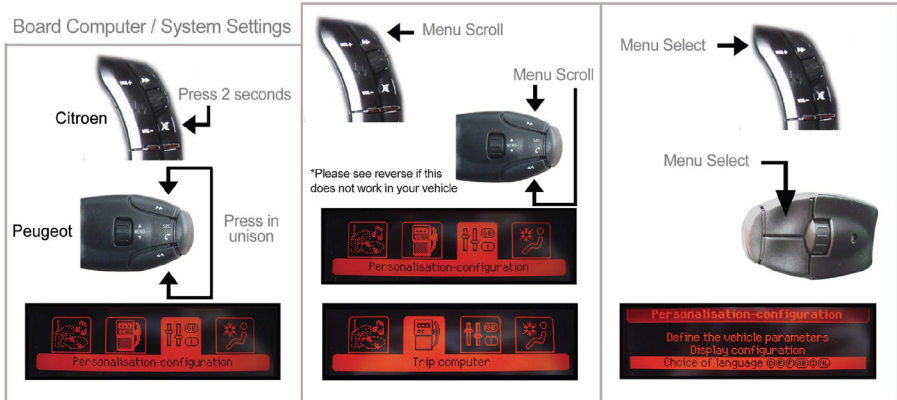 Board Computer / System Settings
Citroen
Press 2 seconds
Peugeot
Press in
unison
Personalisation-configuration
Menu Scroll
Menu Scroll
*Please see reverse if this
does not work in your vehicle
Personalisation-configuration
Trip computer
Menu Select
Menu Select
Personalisation-configuration
Define the vehicle parameters
Display configuration
Choice of language